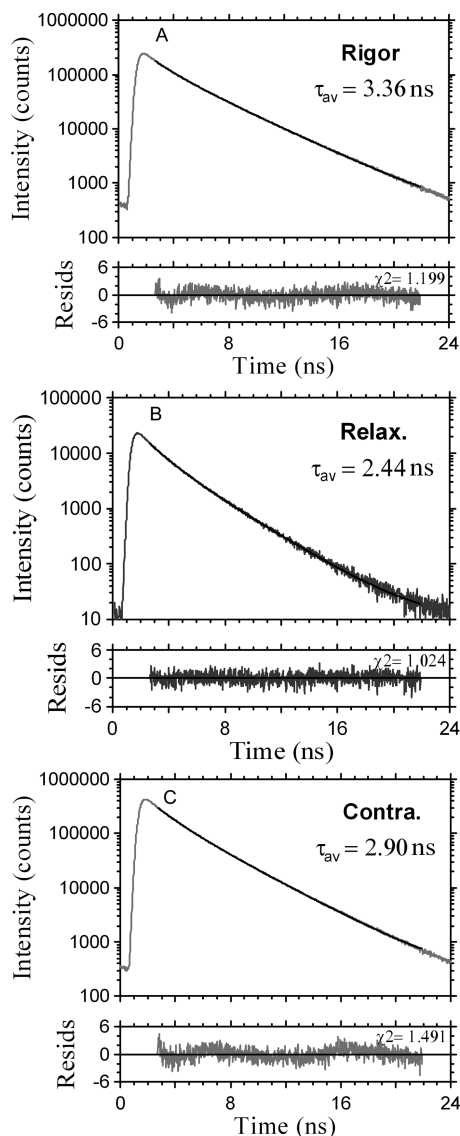 1000000
A
Rigor
100000
τav = 3.36 ns
10000
1000
100
Intensity (counts)
6
χ2= 1.199
0
-6
Resids
0 8 16 24
Time (ns)
100000
B
Relax.
10000
τav = 2.44 ns
1000
100
10
Intensity (counts)
6
χ2= 1.024
0
-6
Resids
0 8 16 24
Time (ns)
1000000
C
Contra.
100000
τav = 2.90 ns
10000
1000
100
Intensity (counts)
6
χ2= 1.491
0
-6
Resids
0 8 16 24
Time (ns)